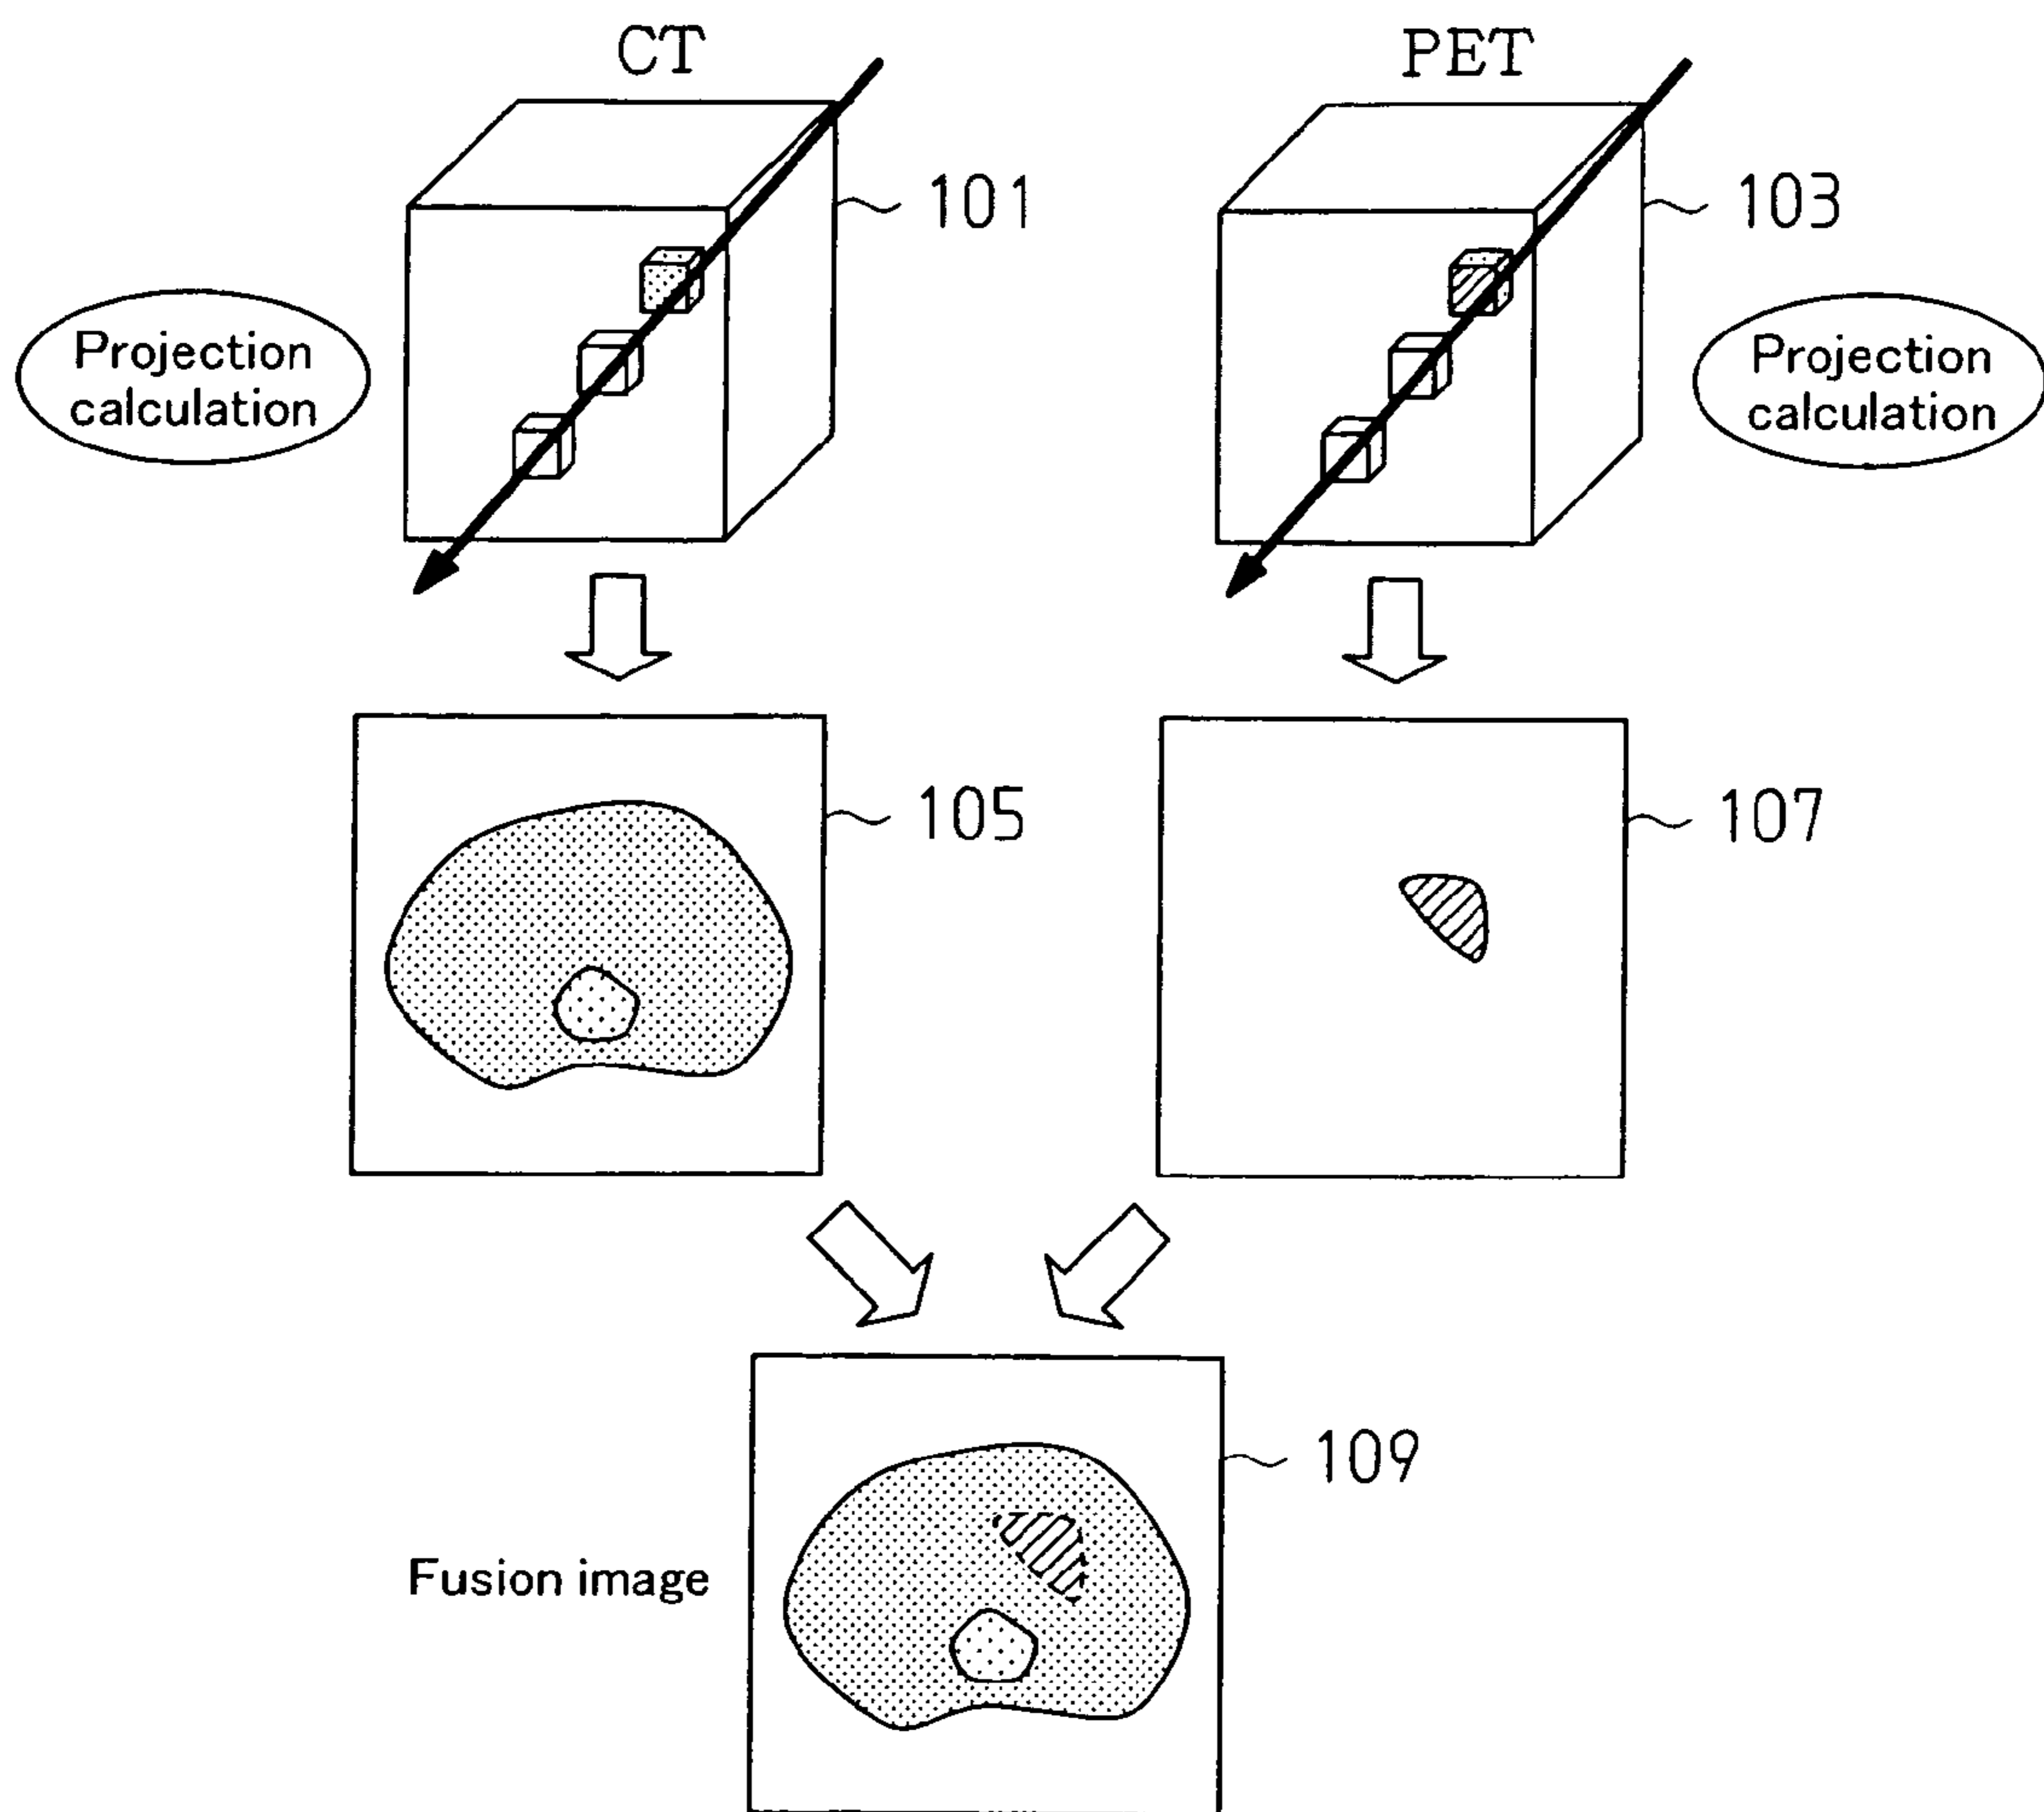 CT
PET
101
103
Projection
calculation
Projection
calculation
105
107
109
Fusion image